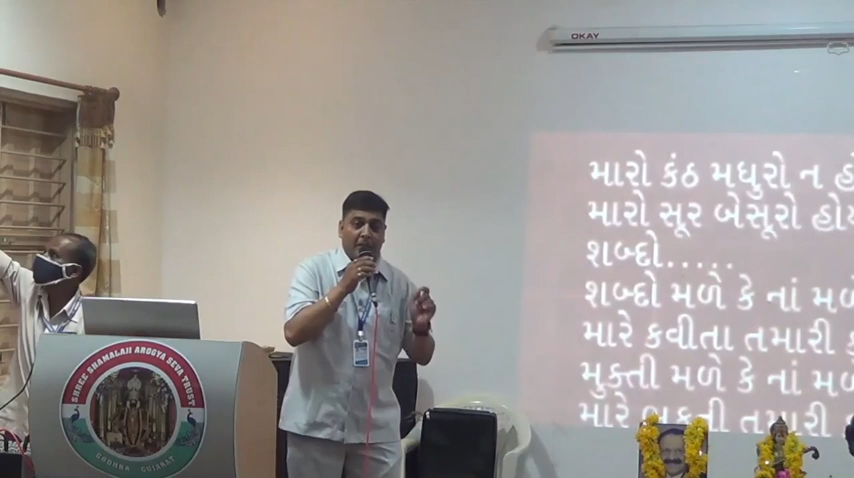 OKAY
મારો કંઠ મધુરો ન
મારો સૂર બેસૂરો
શબ્દો......
શબ્દો મળે કે નાં
મારે કવીતા તમારી
મુક્તી મળે કે નાં
મારે
SHREE SHAMALAJI AROGYA SEVA TRUST
GODHRA GUJARAT